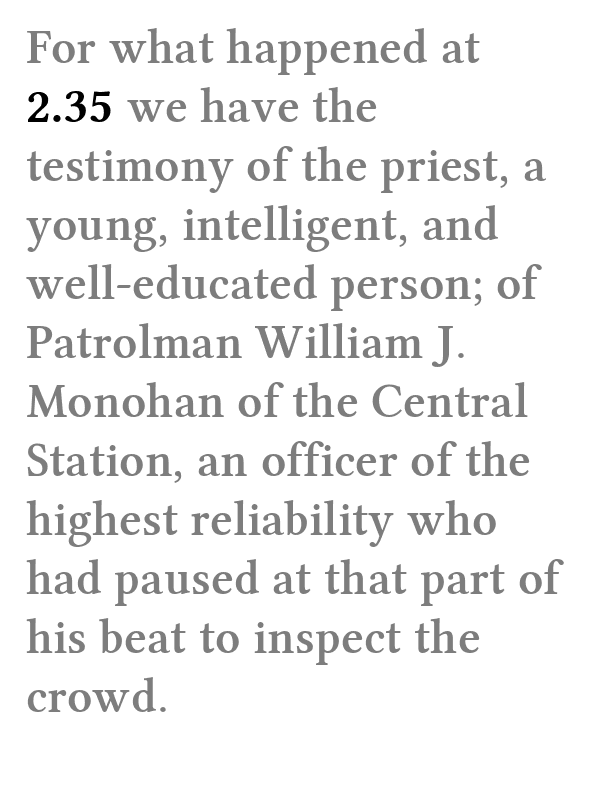 For what happened at
2.35 we have the
testimony of the priest, a
young, intelligent, and
well-educated person; of
Patrolman William J.
Monohan of the Central
Station, an officer of the
highest reliability who
had paused at that part of
his beat to inspect the
crowd.